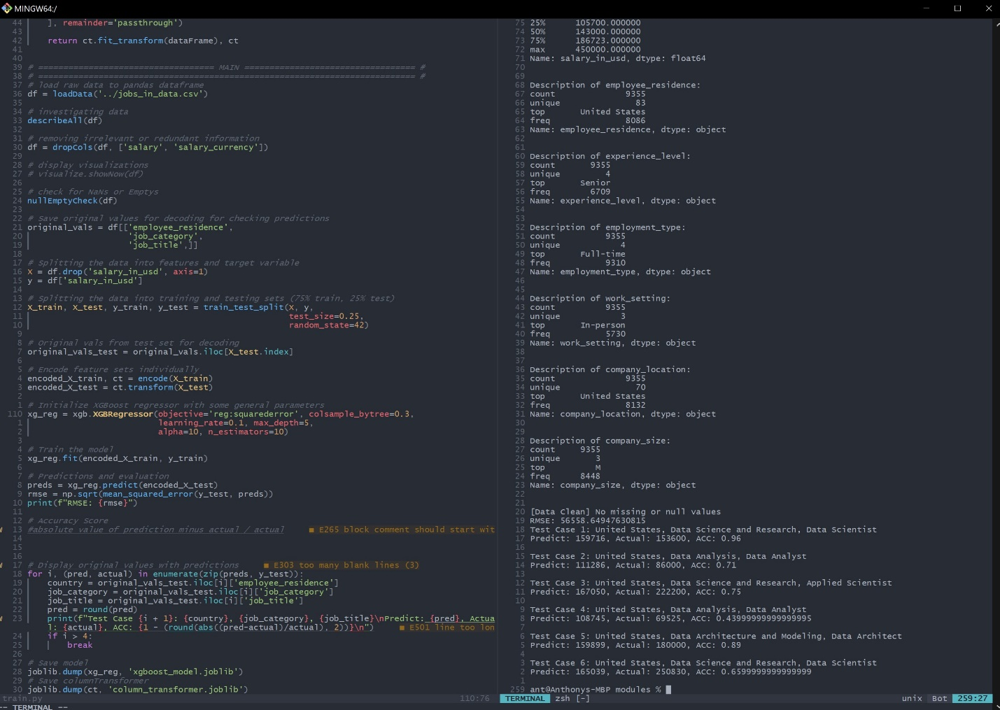 MINGW64:/
44 ], remainder='passthrough')
43
42 return ct.fit_transform(dataFrame), ct
41
40
39 # =================================== MAIN ================================== #
38 # =========================================================================== #
37 # load raw data to pandas dataframe
36 df = loadData('../jobs_in_data.csv')
35
34 # investigating data
33 describeAll(df)
32
31 # removing irrelevant or redundant information
30 df = dropCols(df, ['salary', 'salary_currency'])
29
28 # display visualizations
27 # visualize.showNow(df)
26
25 # check for NaNs or Emptys
24 nullEmptyCheck(df)
23
22 # Save original values for decoding for checking predictions
21 original_vals = df[['employee_residence',
20 'job_category',
19 'job_title',]]
18
17 # Splitting the data into features and target variable
16 X = df.drop('salary_in_usd', axis=1)
15 y = df['salary_in_usd']
14
13 # Splitting the data into training and testing sets (75% train, 25% test)
12 X_train, X_test, y_train, y_test = train_test_split(X, y,
11 test_size=0.25,
10 random_state=42)
9
8 # Original vals from test set for decoding
7 original_vals_test = original_vals.iloc[X_test.index]
6
5 # Encode feature sets individually
4 encoded_X_train, ct = encode(X_train)
3 encoded_X_test = ct.transform(X_test)
2
1 # Initialize XGBoost regressor with some general parameters
110 xg_reg = xgb.XGBRegressor(objective='reg:squarederror', colsample_bytree=0.3,
1 learning_rate=0.1, max_depth=5,
2 alpha=10, n_estimators=10)
3
4 # Train the model
5 xg_reg.fit(encoded_X_train, y_train)
6
7 # Predictions and evaluation
8 preds = xg_reg.predict(encoded_X_test)
9 rmse = np.sqrt(mean_squared_error(y_test, preds))
10 print(f"RMSE: {rmse}")
11
12 # Accuracy Score
W 13 #absolute value of prediction minus actual / actual ■ E265 block comment should start wit
14
15
16
W 17 # Display original values with predictions ■ E303 too many blank lines (3)
18 for i, (pred, actual) in enumerate(zip(preds, y_test)):
19 country = original_vals_test.iloc[i]['employee_residence']
20 job_category = original_vals_test.iloc[i]['job_category']
21 job_title = original_vals_test.iloc[i]['job_title']
22 pred = round(pred)
W 23 print(f"Test Case {i + 1}: {country}, {job_category}, {job_title}\nPredict: {pred}, Actua
l: {actual}, ACC: {1 - (round(abs((pred-actual)/actual), 2))}\n") ■ E501 line too lon
24 if i > 4:
25 break
26
27 # Save model
28 joblib.dump(xg_reg, 'xgboost_model.joblib')
29 # Save columnTransformer
30 joblib.dump(ct, 'column_transformer.joblib')
train.py 110:76
-- TERMINAL --
75 25% 105700.000000
74 50% 143000.000000
73 75% 186723.000000
72 max 450000.000000
71 Name: salary_in_usd, dtype: float64
70
69
68 Description of employee_residence:
67 count 9355
66 unique 83
65 top United States
64 freq 8086
63 Name: employee_residence, dtype: object
62
61
60 Description of experience_level:
59 count 9355
58 unique 4
57 top Senior
56 freq 6709
55 Name: experience_level, dtype: object
54
53
52 Description of employment_type:
51 count 9355
50 unique 4
49 top Full-time
48 freq 9310
47 Name: employment_type, dtype: object
46
45
44 Description of work_setting:
43 count 9355
42 unique 3
41 top In-person
40 freq 5730
39 Name: work_setting, dtype: object
38
37
36 Description of company_location:
35 count 9355
34 unique 70
33 top United States
32 freq 8132
31 Name: company_location, dtype: object
30
29
28 Description of company_size:
27 count 9355
26 unique 3
25 top M
24 freq 8448
23 Name: company_size, dtype: object
22
21
20 [Data Clean] No missing or null values
19 RMSE: 56558.64947630815
18 Test Case 1: United States, Data Science and Research, Data Scientist
17 Predict: 159716, Actual: 153600, ACC: 0.96
16
15 Test Case 2: United States, Data Analysis, Data Analyst
14 Predict: 111286, Actual: 86000, ACC: 0.71
13
12 Test Case 3: United States, Data Science and Research, Applied Scientist
11 Predict: 167050, Actual: 222200, ACC: 0.75
10
9 Test Case 4: United States, Data Analysis, Data Analyst
8 Predict: 108745, Actual: 69525, ACC: 0.43999999999999995
7
6 Test Case 5: United States, Data Architecture and Modeling, Data Architect
5 Predict: 159899, Actual: 180000, ACC: 0.89
4
3 Test Case 6: United States, Data Science and Research, Data Scientist
2 Predict: 165039, Actual: 250830, ACC: 0.6599999999999999
1
259 ant@Anthonys-MBP modules %
TERMINAL zsh [-] unix Bot 259:27